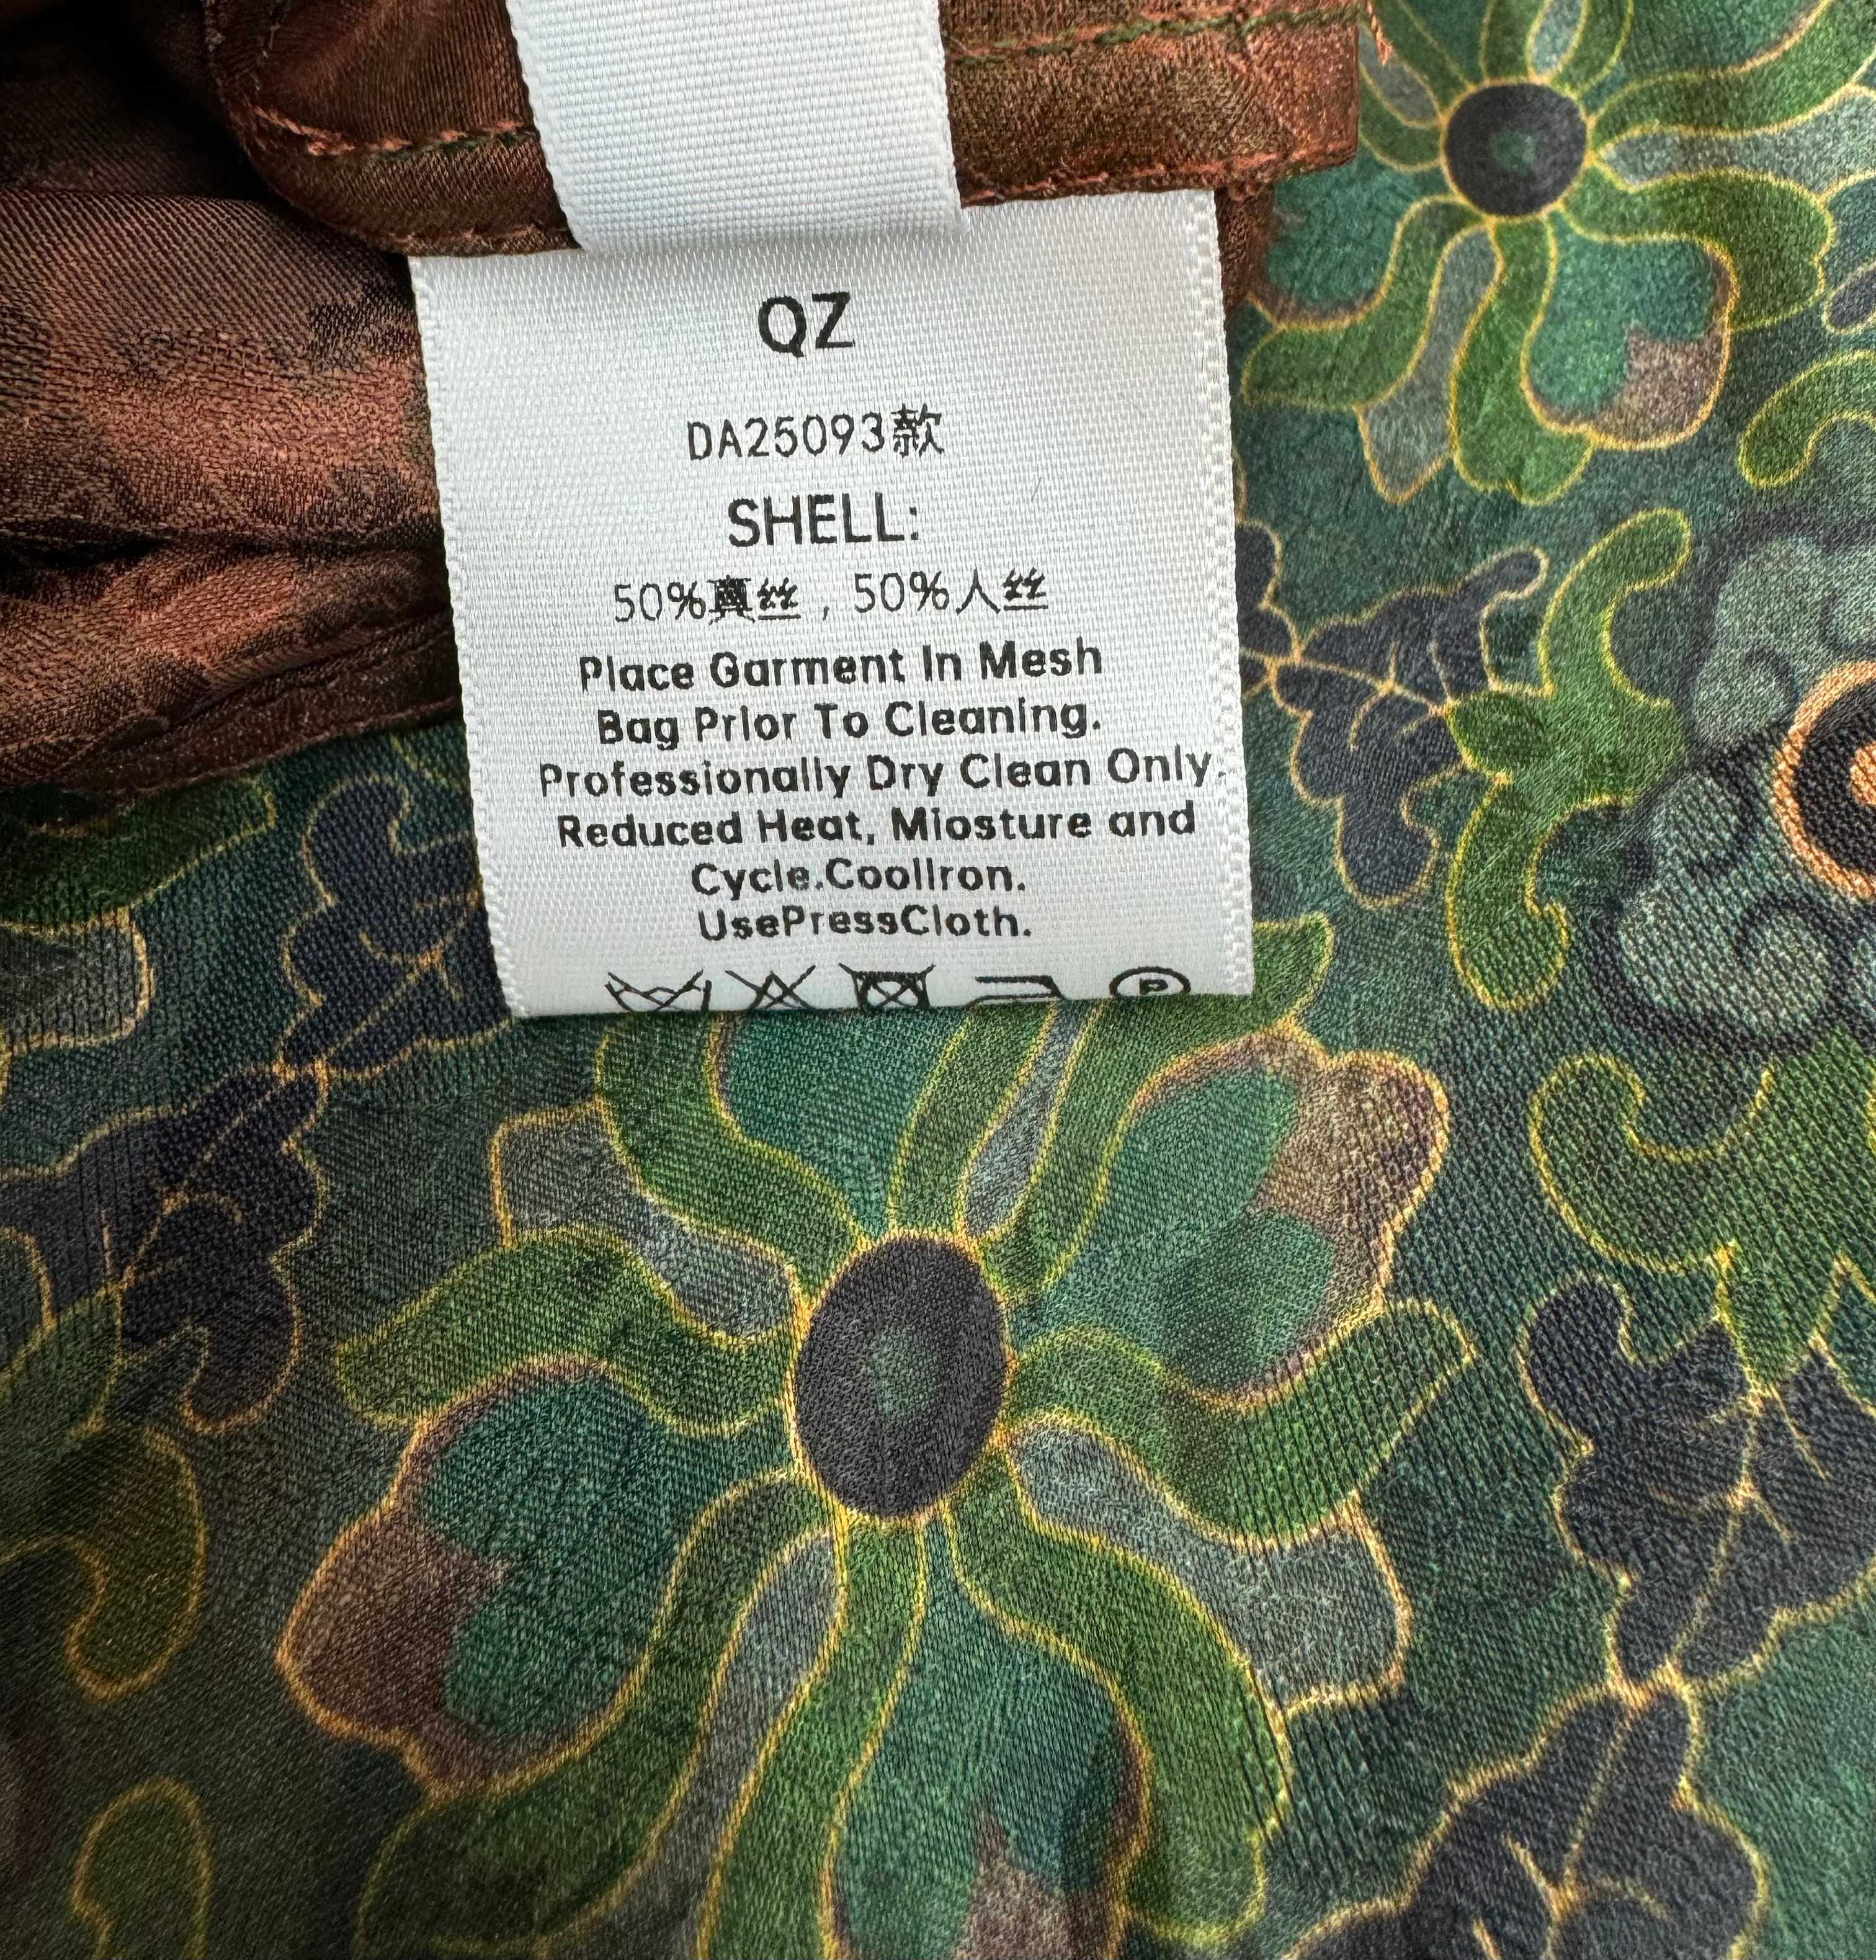 QZ
DA25093款
SHELL:
50%真丝，50%人丝
Place Garment In Mesh
Bag Prior To Cleaning.
Professionally Dry Clean Only.
Reduced Heat, Miosture and
Cycle.CoolIron.
UsePressCloth.
P